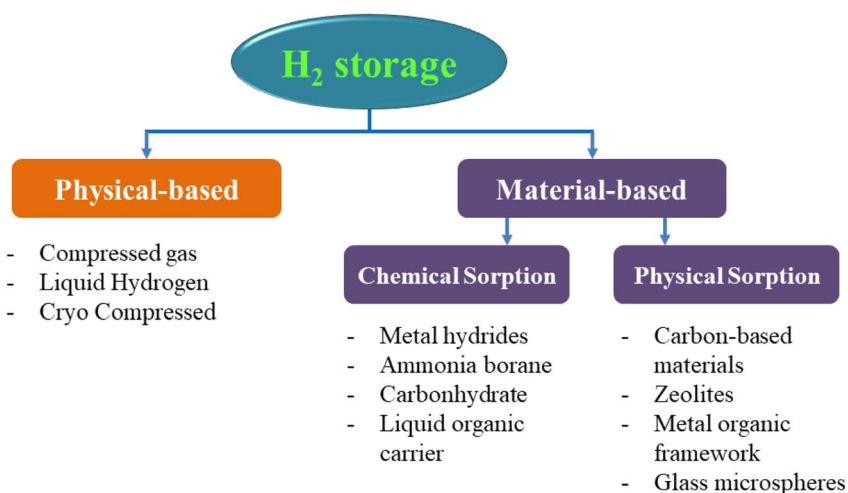 H₂ storage
Physical-based
- Compressed gas
- Liquid Hydrogen
- Cryo Compressed
Material-based
Chemical Sorption
- Metal hydrides
- Ammonia borane
- Carbonhydrate
- Liquid organic
carrier
Physical Sorption
- Carbon-based
materials
- Zeolites
- Metal organic
framework
- Glass microspheres